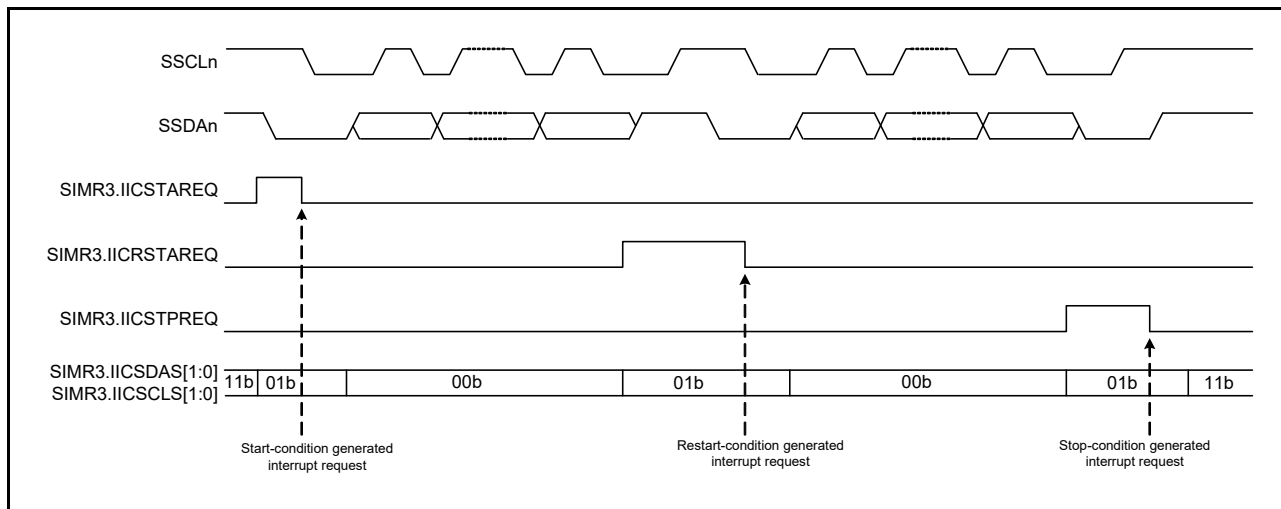 SSCLn
SSDAn
SIMR3.IICSTAREQ
SIMR3.IICRSTAREQ
SIMR3.IICSTPREQ
SIMR3.IICSDAS[1:0]
SIMR3.IICSCLS[1:0]
11b 01b 00b 01b 00b 01b 11b
Start-condition generated
interrupt request
Restart-condition generated
interrupt request
Stop-condition generated
interrupt request